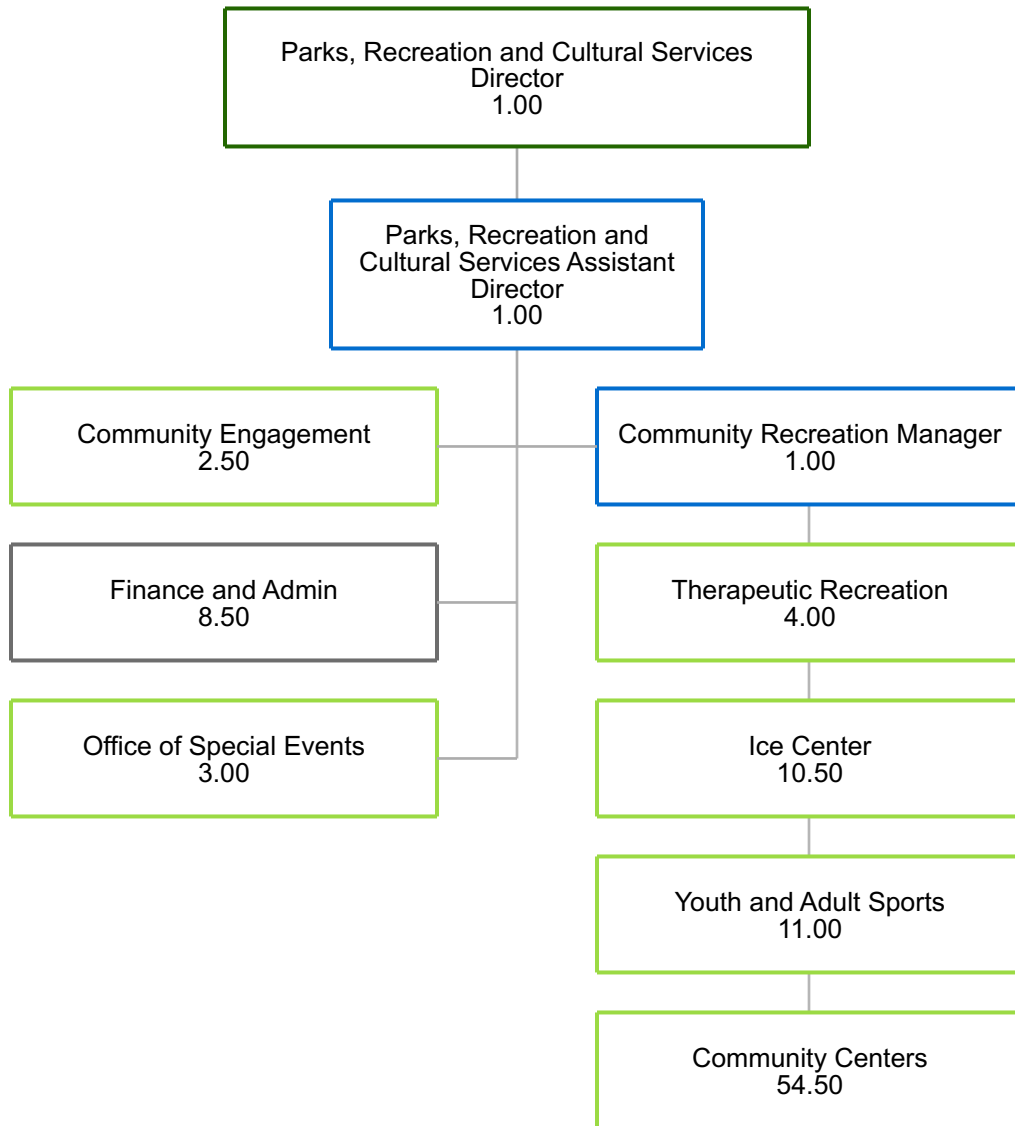 Parks, Recreation and Cultural Services
Director
1.00
Parks, Recreation and
Cultural Services Assistant
Director
1.00
Community Engagement
2.50
Community Recreation Manager
1.00
Finance and Admin
8.50
Therapeutic Recreation
4.00
Office of Special Events
3.00
Ice Center
10.50
Youth and Adult Sports
11.00
Community Centers
54.50